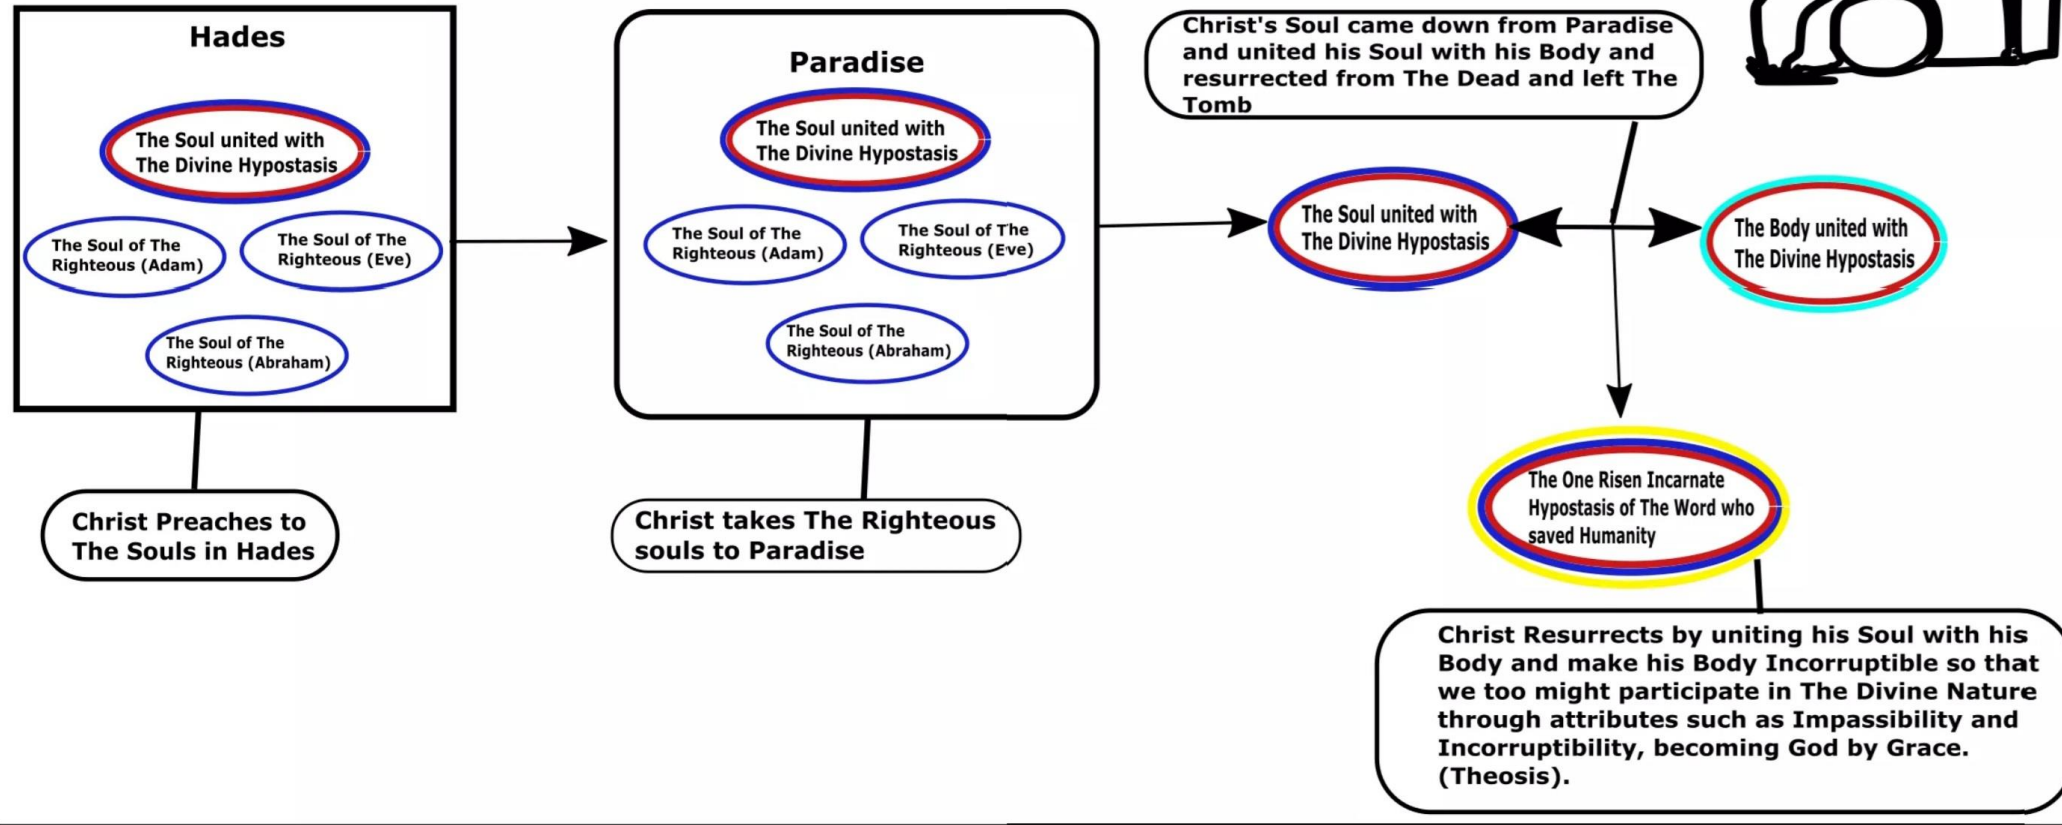 Hades
The Soul united with
The Divine Hypostasis
The Soul of The
Righteous (Adam)
The Soul of The
Righteous (Eve)
The Soul of The
Righteous (Abraham)
Christ Preaches to
The Souls in Hades
Paradise
The Soul united with
The Divine Hypostasis
The Soul of The
Righteous (Adam)
The Soul of The
Righteous (Eve)
The Soul of The
Righteous (Abraham)
Christ takes The Righteous
souls to Paradise
Christ's Soul came down from Paradise
and united his Soul with his Body and
resurrected from The Dead and left The
Tomb
The Soul united with
The Divine Hypostasis
The Body united with
The Divine Hypostasis
The One Risen Incarnate
Hypostasis of The Word who
saved Humanity
Christ Resurrects by uniting his Soul with his
Body and make his Body Incorruptible so that
we too might participate in The Divine Nature
through attributes such as Impassibility and
Incorruptibility, becoming God by Grace.
(Theosis).